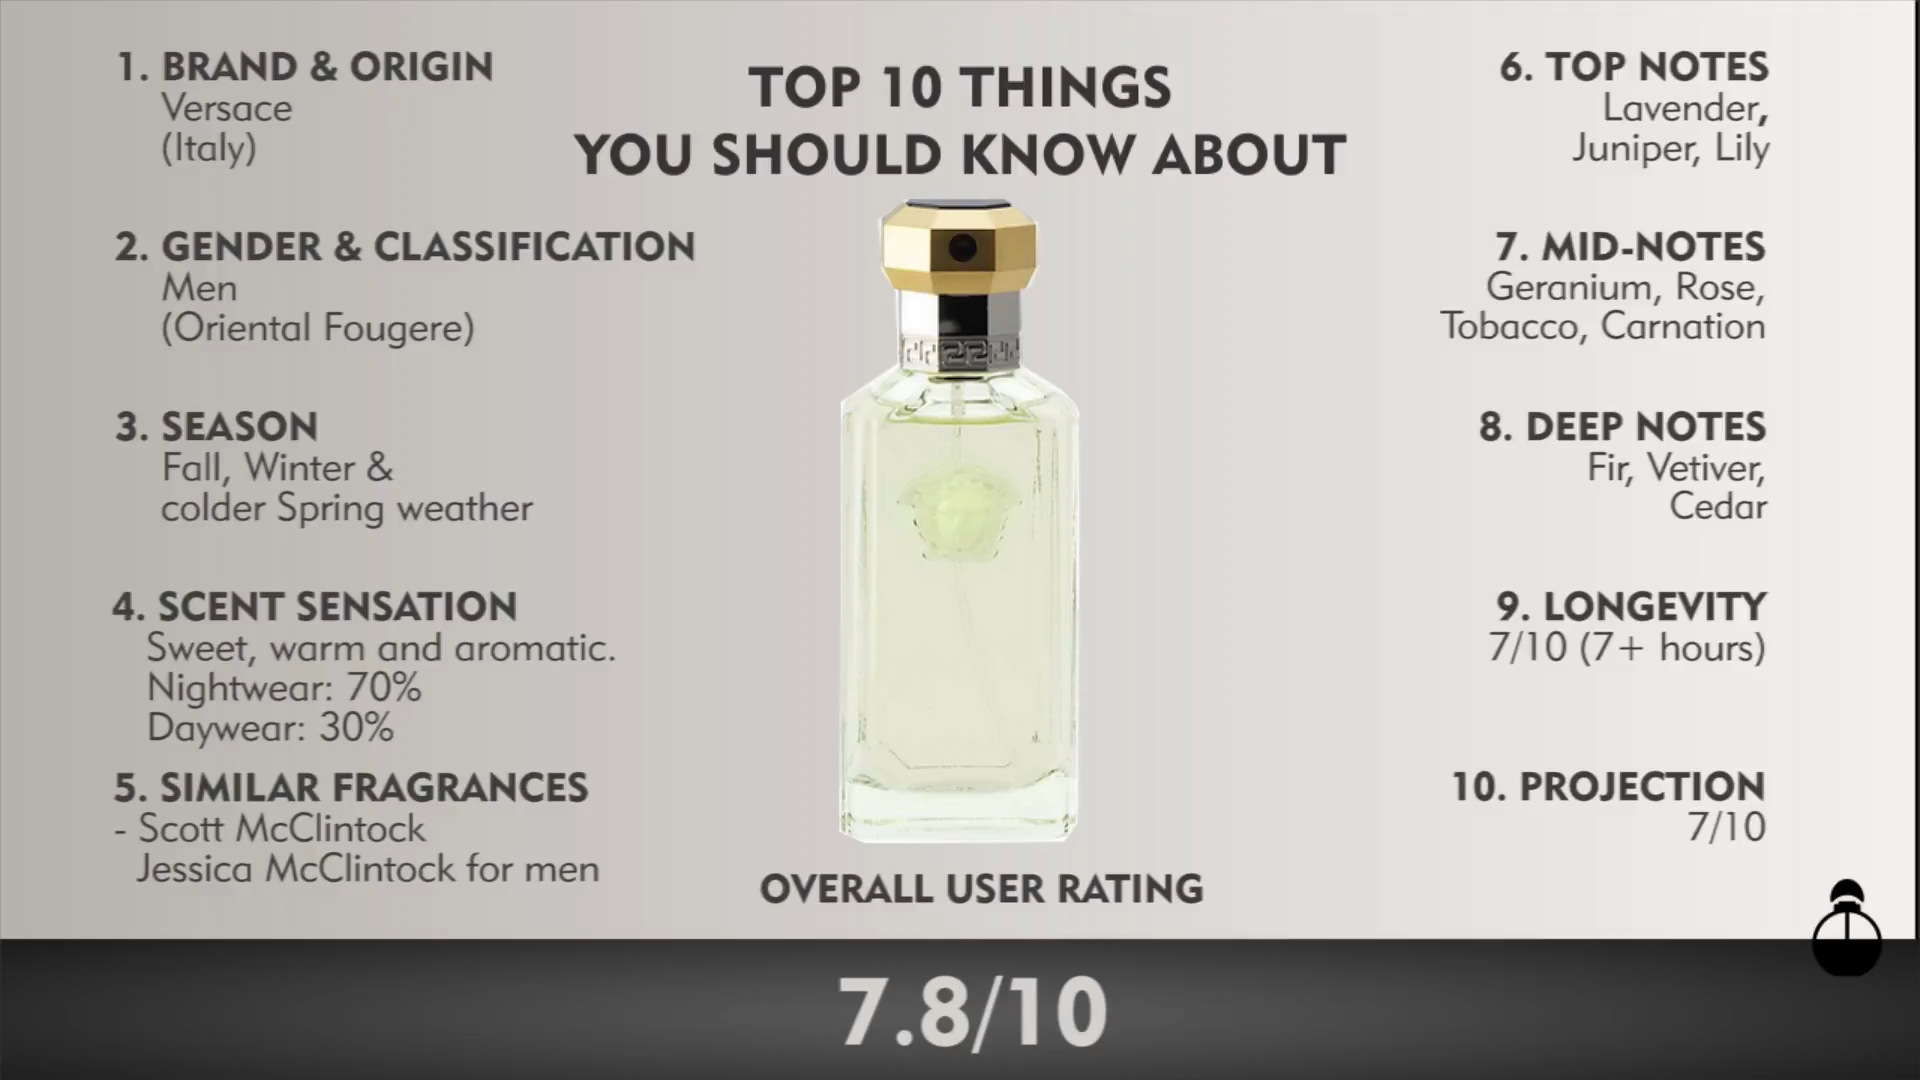 TOP 10 THINGS
YOU SHOULD KNOW ABOUT
1. BRAND & ORIGIN
Versace
(Italy)
2. GENDER & CLASSIFICATION
Men
(Oriental Fougere)
3. SEASON
Fall, Winter &
colder Spring weather
4. SCENT SENSATION
Sweet, warm and aromatic.
Nightwear: 70%
Daywear: 30%
5. SIMILAR FRAGRANCES
- Scott McClintock
Jessica McClintock for men
6. TOP NOTES
Lavender,
Juniper, Lily
7. MID-NOTES
Geranium, Rose,
Tobacco, Carnation
8. DEEP NOTES
Fir, Vetiver,
Cedar
9. LONGEVITY
7/10 (7+ hours)
10. PROJECTION
7/10
OVERALL USER RATING
7.8/10